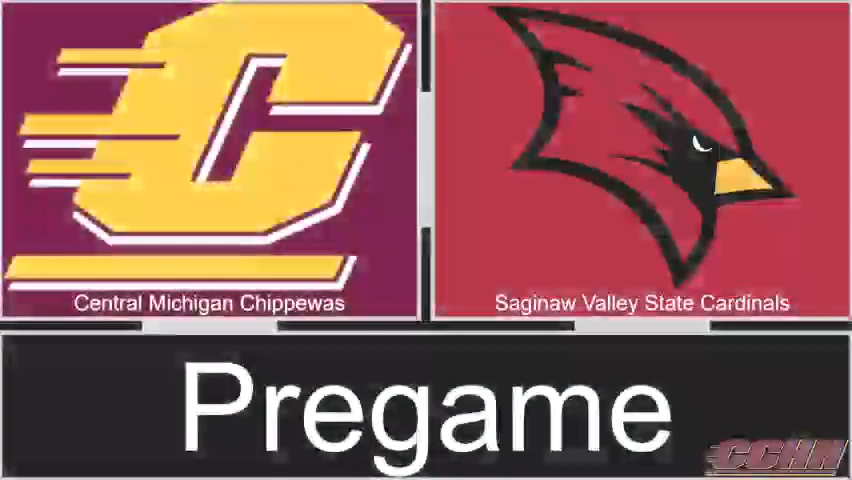 C
Central Michigan Chippewas
Saginaw Valley State Cardinals
Pregame
CCHN